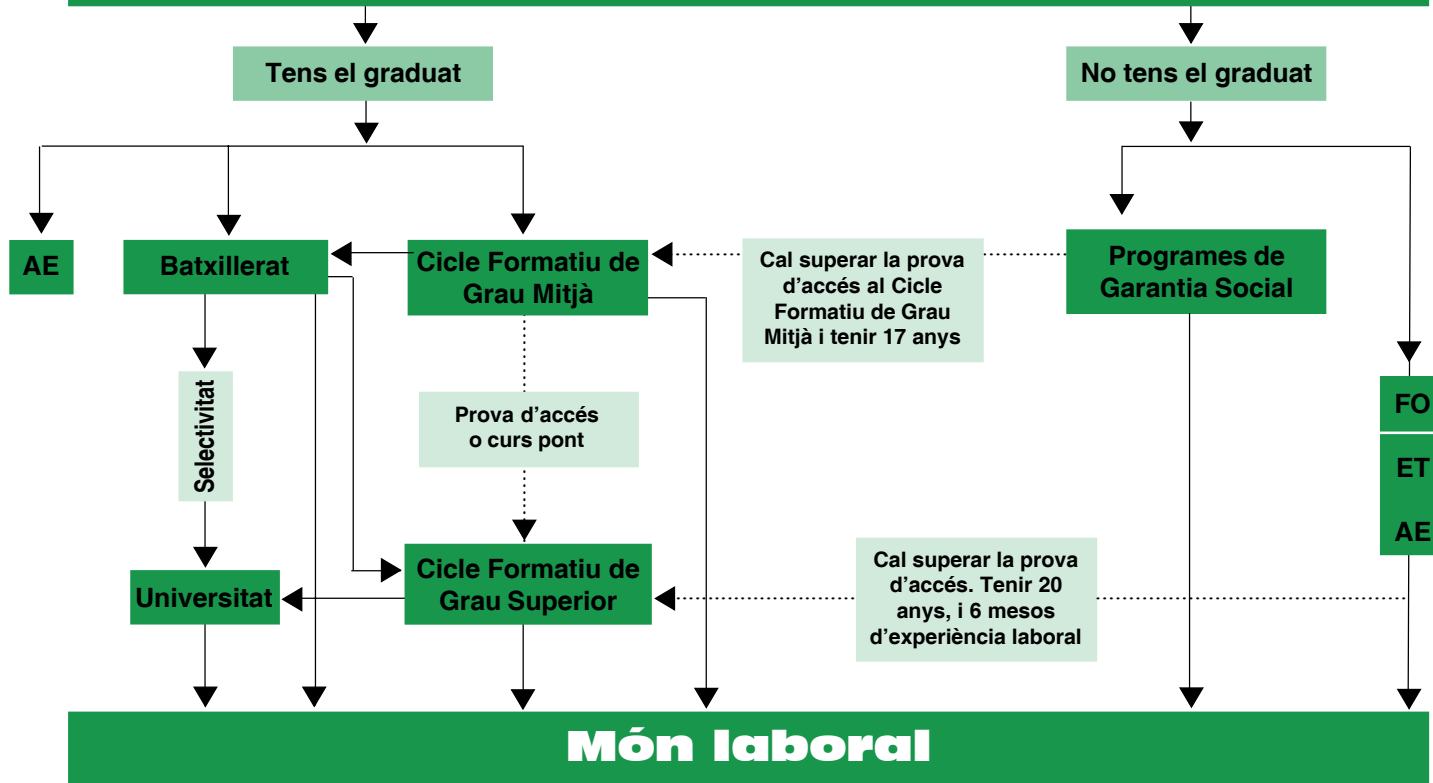 Tens el graduat
No tens el graduat
AE
Batxillerat
Cicle Formatiu de
Grau Mitjà
Cal superar la prova
d'accés al Cicle
Formatiu de Grau
Mitjà i tenir 17 anys
Programes de
Garantia Social
Selectivitat
Prova d'accés
o curs pont
FO
ET
AE
Universitat
Cicle Formatiu de
Grau Superior
Cal superar la prova
d'accés. Tenir 20
anys, i 6 mesos
d'experiència laboral
Món laboral